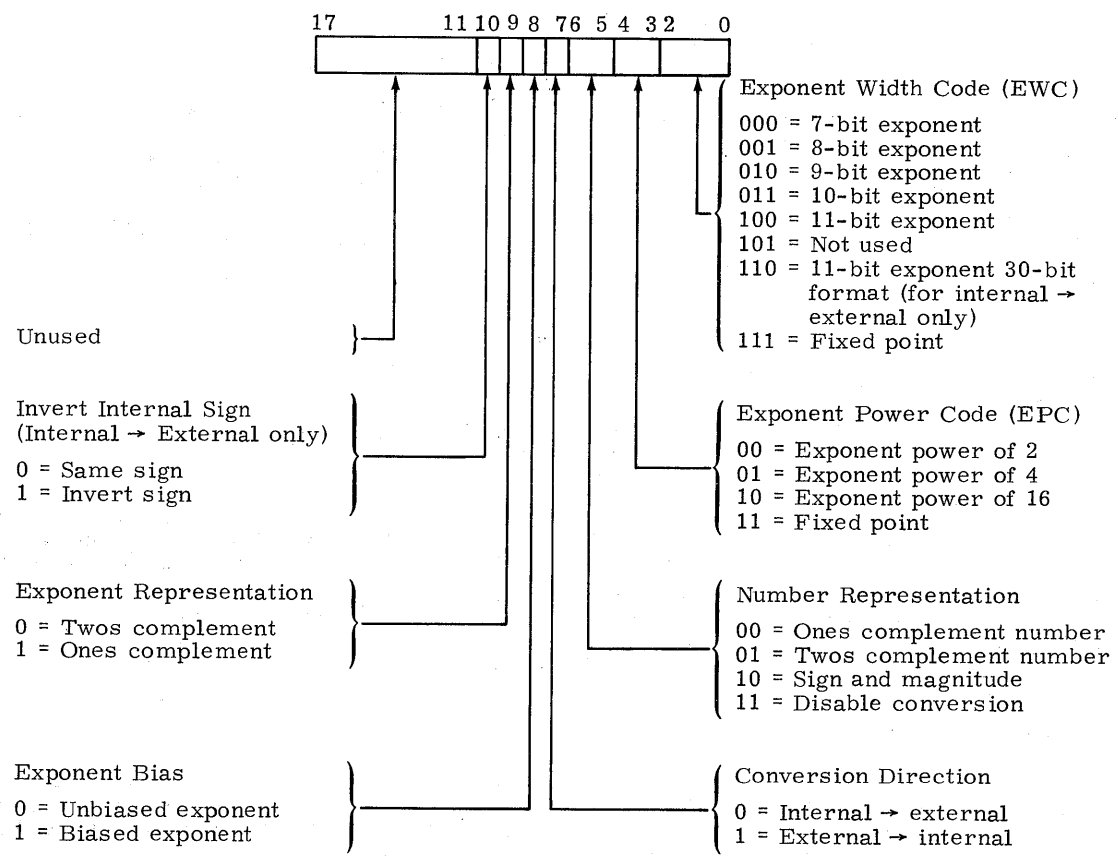 17 11 10 9 8 76 5 4 32 0
Exponent Width Code (EWC)
000 = 7-bit exponent
001 = 8-bit exponent
010 = 9-bit exponent
011 = 10-bit exponent
100 = 11-bit exponent
101 = Not used
110 = 11-bit exponent 30-bit
format (for internal →
external only)
111 = Fixed point
Unused
Invert Internal Sign
(Internal → External only)
0 = Same sign
1 = Invert sign
Exponent Power Code (EPC)
00 = Exponent power of 2
01 = Exponent power of 4
10 = Exponent power of 16
11 = Fixed point
Exponent Representation
0 = Twos complement
1 = Ones complement
Number Representation
00 = Ones complement number
01 = Twos complement number
10 = Sign and magnitude
11 = Disable conversion
Exponent Bias
0 = Unbiased exponent
1 = Biased exponent
Conversion Direction
0 = Internal → external
1 = External → internal